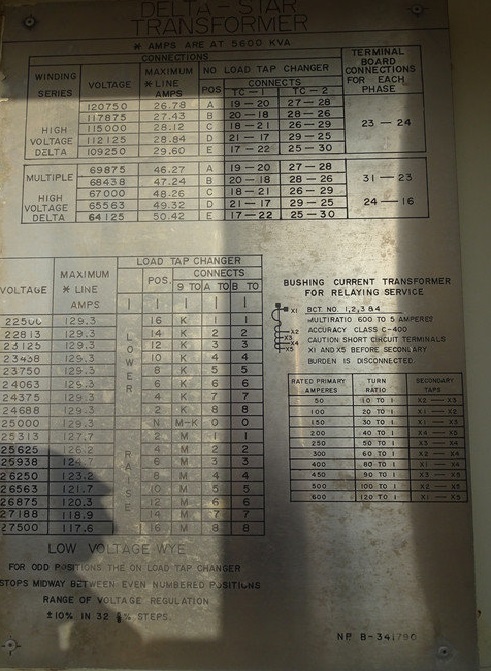 DELTA-STAR
TRANSFORMER
* AMPS ARE AT 5600 KVA
CONNECTIONS
WINDING SERIES VOLTAGE MAXIMUM * LINE AMPS NO LOAD TAP CHANGER POS CONNECTS TC-1 TC-2 TERMINAL BOARD CONNECTIONS FOR EACH PHASE
HIGH VOLTAGE DELTA
120750 26.78 A 19-20 27-28
117875 27.43 B 20-18 28-26
115000 28.12 C 18-21 26-29 23-24
112125 28.84 D 21-17 29-25
109250 29.60 E 17-22 25-30
MULTIPLE HIGH VOLTAGE DELTA
69875 46.27 A 19-20 27-28
68438 47.24 B 20-18 28-26 31-23
67000 48.26 C 18-21 26-29
65563 49.32 D 21-17 29-25 24-16
64125 50.42 E 17-22 25-30
VOLTAGE MAXIMUM * LINE AMPS LOAD TAP CHANGER POS. CONNECTS 9 TO A TO B TO
LOWER
22500 129.3 16 K 1 1
22813 129.3 14 K 2 2
23125 129.3 12 K 3 3
23438 129.3 10 K 4 4
23750 129.3 8 K 5 5
24063 129.3 6 K 6 6
24375 129.3 4 K 7 7
24688 129.3 2 K 8 8
25000 129.3 N M-K 0 0
RAISE
25313 127.7 2 M 1 1
25625 126.2 4 M 2 2
25938 124.7 6 M 3 3
26250 123.2 8 M 4 4
26563 121.7 10 M 5 5
26875 120.3 12 M 6 6
27188 118.9 14 M 7 7
27500 117.6 16 M 8 8
LOW VOLTAGE WYE
FOR ODD POSITIONS THE ON LOAD TAP CHANGER
STOPS MIDWAY BETWEEN EVEN NUMBERED POSITIONS
RANGE OF VOLTAGE REGULATION
±10% IN 32 % STEPS.
BUSHING CURRENT TRANSFORMER
FOR RELAYING SERVICE
X1
X2
X3
X4
X5
BCT NO. 1,2,3 & 4
MULTIRATIO 600 TO 5 AMPERES
ACCURACY CLASS C-400
CAUTION SHORT CIRCUIT TERMINALS
X1 AND X5 BEFORE SECONDARY
BURDEN IS DISCONNECTED.
RATED PRIMARY AMPERES TURN RATIO SECONDARY TAPS
50 10 TO 1 X2-X3
100 20 TO 1 X1-X2
150 30 TO 1 X1-X3
200 40 TO 1 X4-X5
250 50 TO 1 X3-X4
300 60 TO 1 X2-X4
400 80 TO 1 X1-X4
450 90 TO 1 X3-X5
500 100 TO 1 X2-X5
600 120 TO 1 X1-X5
NP B-341786